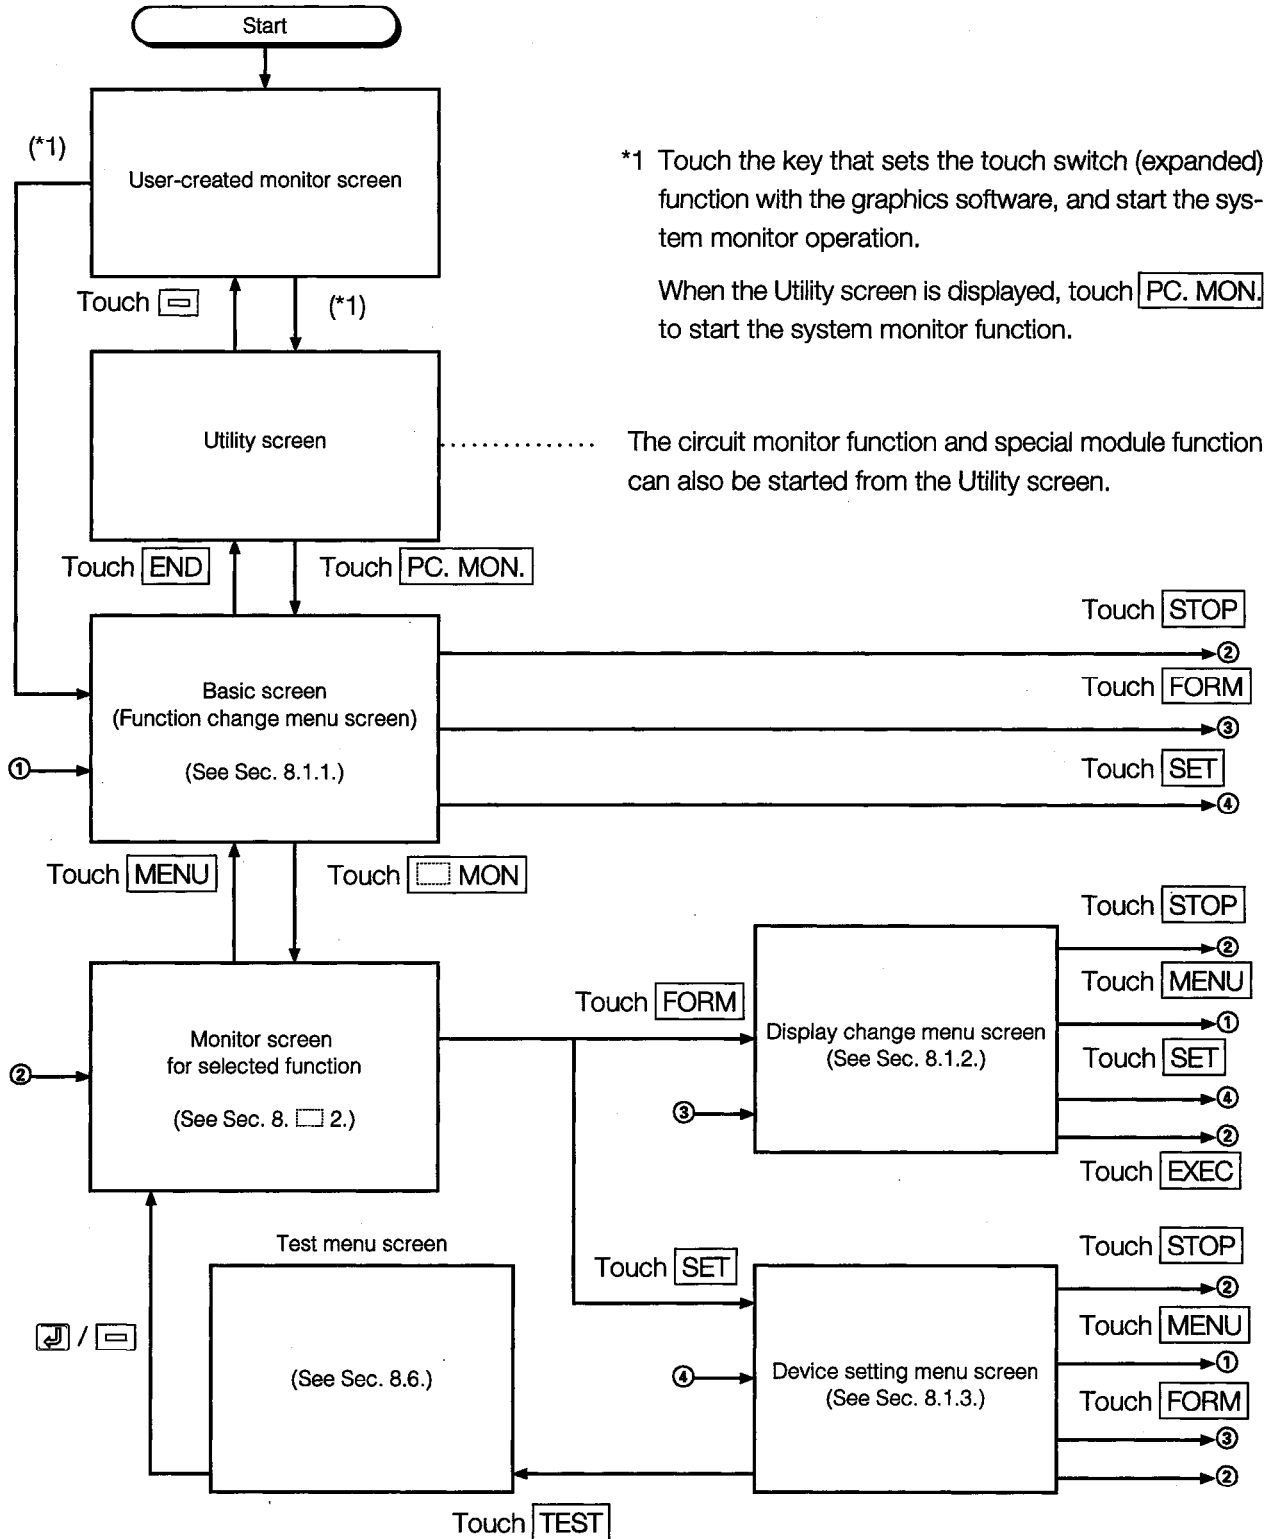 Start
(*1)
User-created monitor screen
*1 Touch the key that sets the touch switch (expanded)
function with the graphics software, and start the sys-
tem monitor operation.
When the Utility screen is displayed, touch PC. MON.
to start the system monitor function.
Touch
(*1)
Utility screen
The circuit monitor function and special module function
can also be started from the Utility screen.
Touch END
Touch PC. MON.
Basic screen
(Function change menu screen)
(See Sec. 8.1.1.)
①
Touch STOP
②
Touch FORM
③
Touch SET
④
Touch MENU
Touch MON
Monitor screen
for selected function
(See Sec. 8. 2.)
②
Touch FORM
Display change menu screen
(See Sec. 8.1.2.)
③
Touch STOP
②
Touch MENU
①
Touch SET
④
②
Touch EXEC
Test menu screen
(See Sec. 8.6.)
/
Touch SET
Device setting menu screen
(See Sec. 8.1.3.)
④
Touch STOP
②
Touch MENU
①
Touch FORM
③
②
Touch TEST